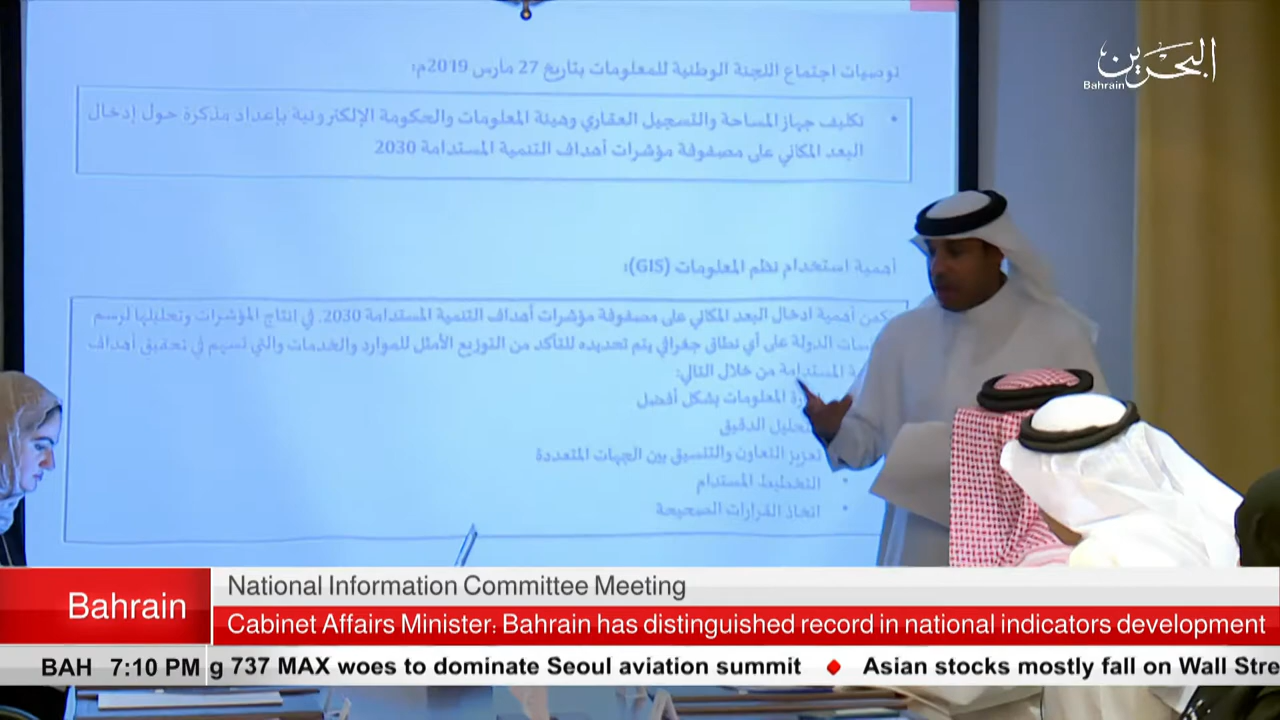 توصيات اجتماع اللجنة الوطنية للمعلومات بتاريخ 27 مارس 2019م:
• تكليف جهاز المساحة والتسجيل العقاري وهيئة المعلومات والحكومة الإلكترونية بإعداد مذكرة حول إدخال
البعد المكاني على مصفوفة مؤشرات أهداف التنمية المستدامة 2030
البحرين
Bahrain
أهمية استخدام نظم المعلومات (GIS):
أهمية ادخال البعد المكاني على مصفوفة مؤشرات أهداف التنمية المستدامة 2030. في انتاج المؤشرات وتحليلها لرسم
الدولة على أي نطاق جغرافي يتم تحديده للتأكد من التوزيع الأمثل للموارد والخدمات والتي تسهم في تحقيق أهداف
المستدامة من خلال التالي:
المعلومات بشكل أفضل
الدقيق
تعزيز التعاون والتنسيق بين الجهات المتعددة
• التخطيط المستدام
• اتخاذ القرارات الصحيحة
Bahrain
National Information Committee Meeting
Cabinet Affairs Minister: Bahrain has distinguished record in national indicators development
BAH 7:10 PM g 737 MAX woes to dominate Seoul aviation summit ♦ Asian stocks mostly fall on Wall Stre